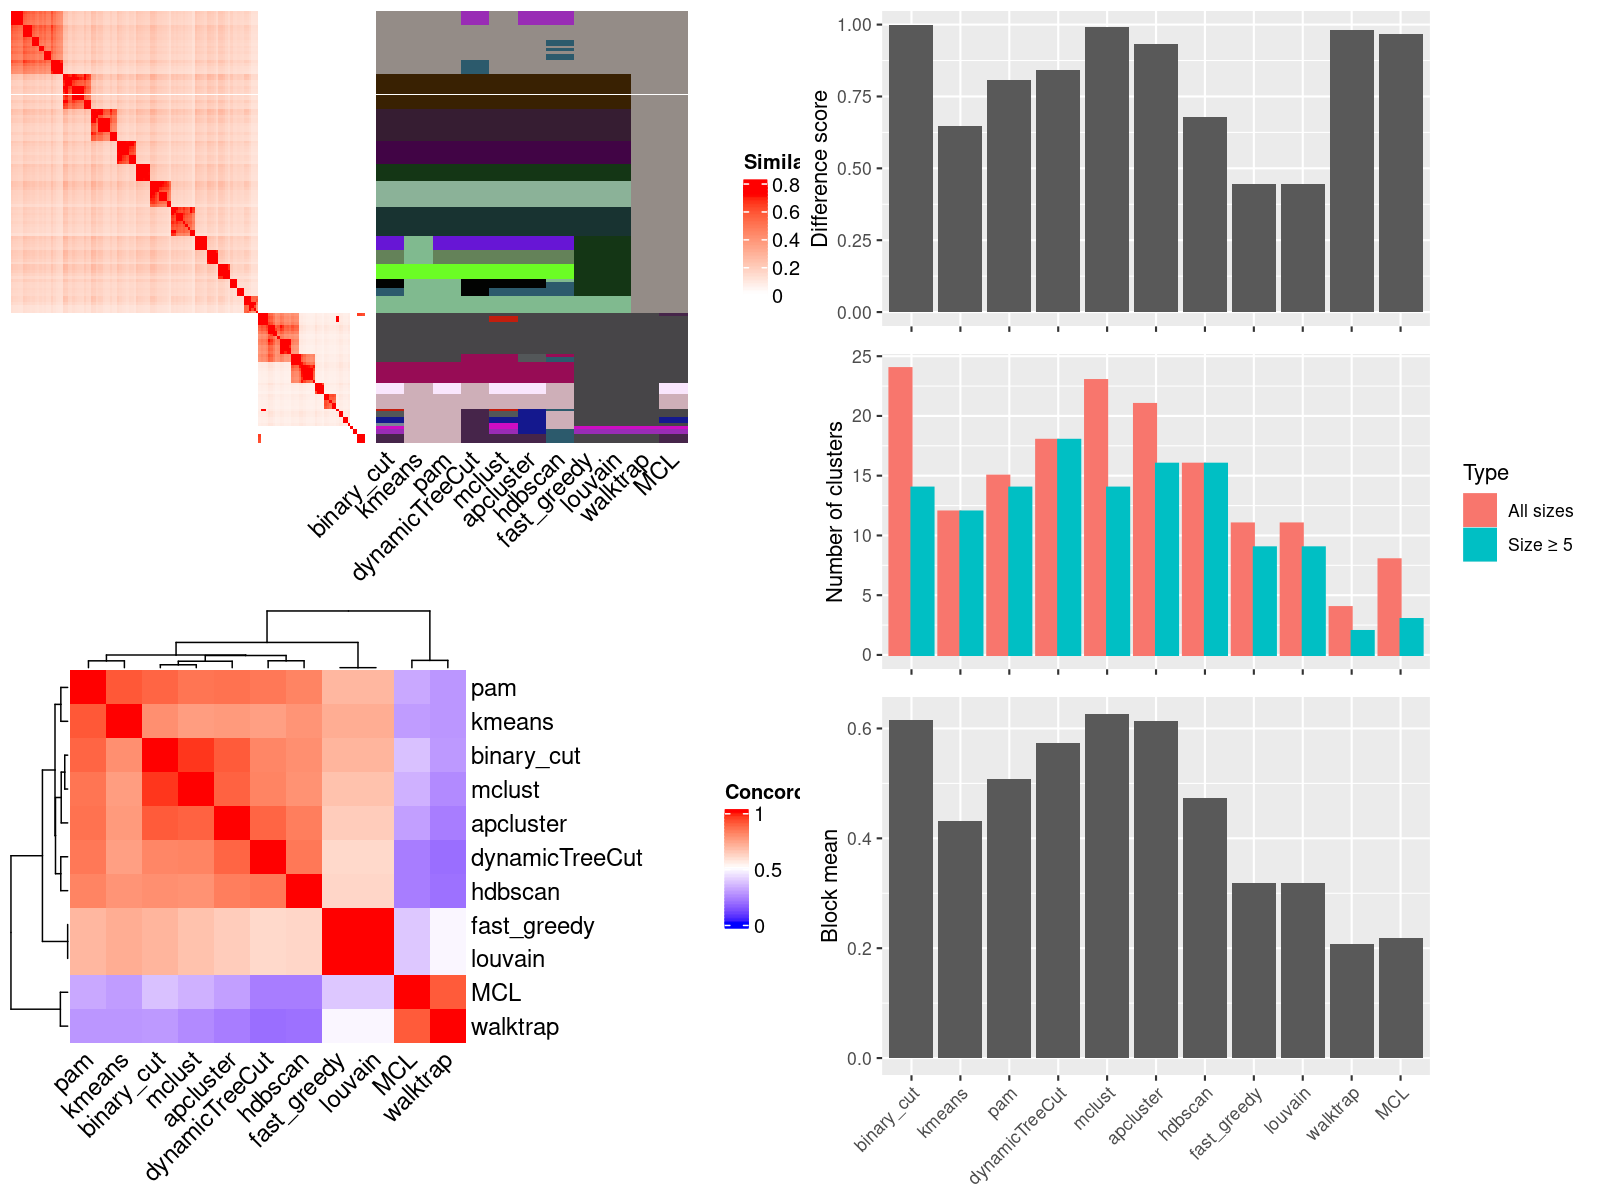 Simila
0.8
0.6
0.4
0.2
0
binary_cut
kmeans
pam
dynamicTreeCut
mclust
apcluster
hdbscan
fast_greedy
louvain
walktrap
MCL
Difference score
1.00
0.75
0.50
0.25
0.00
Number of clusters
25
20
15
10
5
0
Type
All sizes
Size ≥ 5
pam
kmeans
binary_cut
mclust
apcluster
dynamicTreeCut
hdbscan
fast_greedy
louvain
MCL
walktrap
pam
kmeans
binary_cut
mclust
apcluster
dynamicTreeCut
hdbscan
fast_greedy
louvain
MCL
walktrap
Concord
1
0.5
0
Block mean
0.6
0.4
0.2
0.0
binary_cut
kmeans
pam
dynamicTreeCut
mclust
apcluster
hdbscan
fast_greedy
louvain
walktrap
MCL